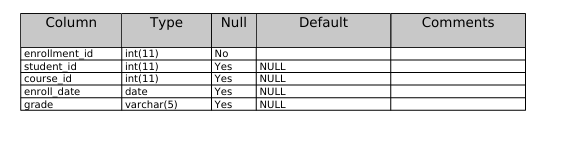 Column Type Null Default Comments
enrollment_id int(11) No
student_id int(11) Yes NULL
course_id int(11) Yes NULL
enroll_date date Yes NULL
grade varchar(5) Yes NULL